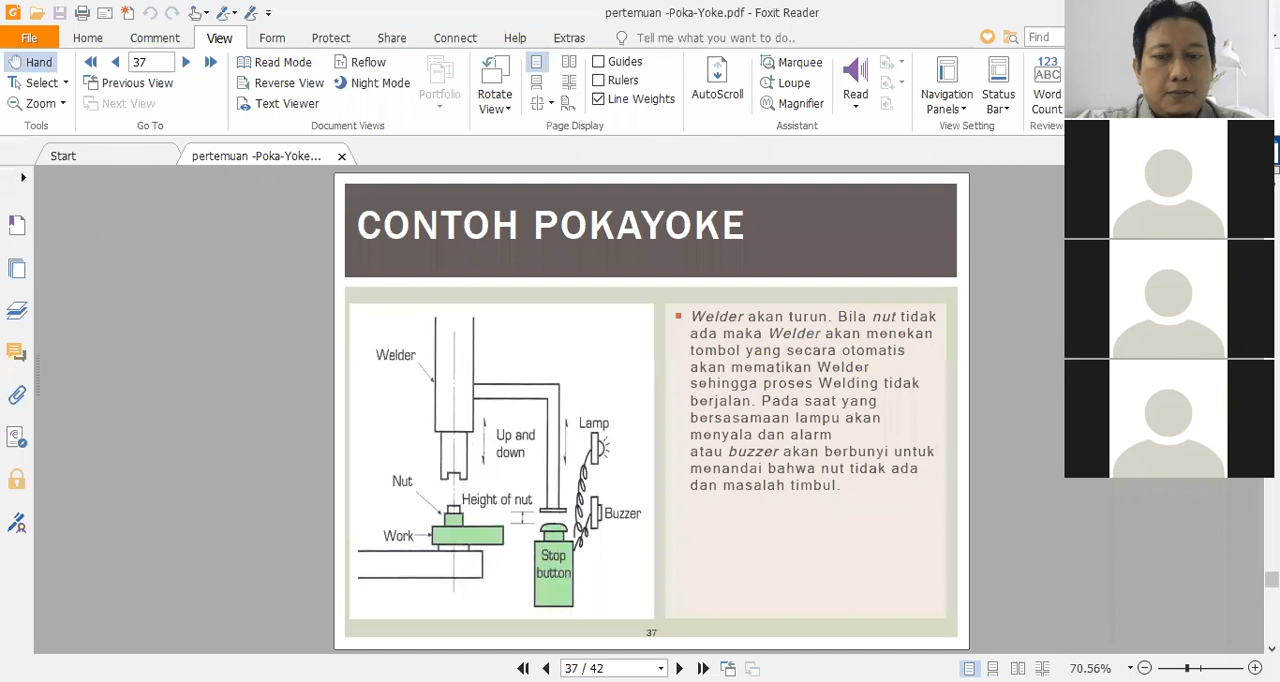 pertemuan -Poka-Yoke.pdf - Foxit Reader
File Home Comment View Form Protect Share Connect Help Extras Tell me what you want to do.. Find
Hand 37 Read Mode Reflow Guides Marquee
Select Previous View Reverse View Night Mode Portfolio Rotate View Rulers AutoScroll Loupe Read Navigation Panels Status Bar 123 ABC Word Count
Zoom Next View Text Viewer Line Weights Magnifier
Tools Go To Document Views Page Display Assistant View Setting Review
Start pertemuan -Poka-Yoke...
CONTOH POKAYOKE
Welder
Up and
down
Lamp
Nut
Height of nut
Buzzer
Work
Stop
button
Welder akan turun. Bila nut tidak
ada maka Welder akan menekan
tombol yang secara otomatis
akan mematikan Welder
sehingga proses Welding tidak
berjalan. Pada saat yang
bersasamaan lampu akan
menyala dan alarm
atau buzzer akan berbunyi untuk
menandai bahwa nut tidak ada
dan masalah timbul.
37
37 / 42 70.56%